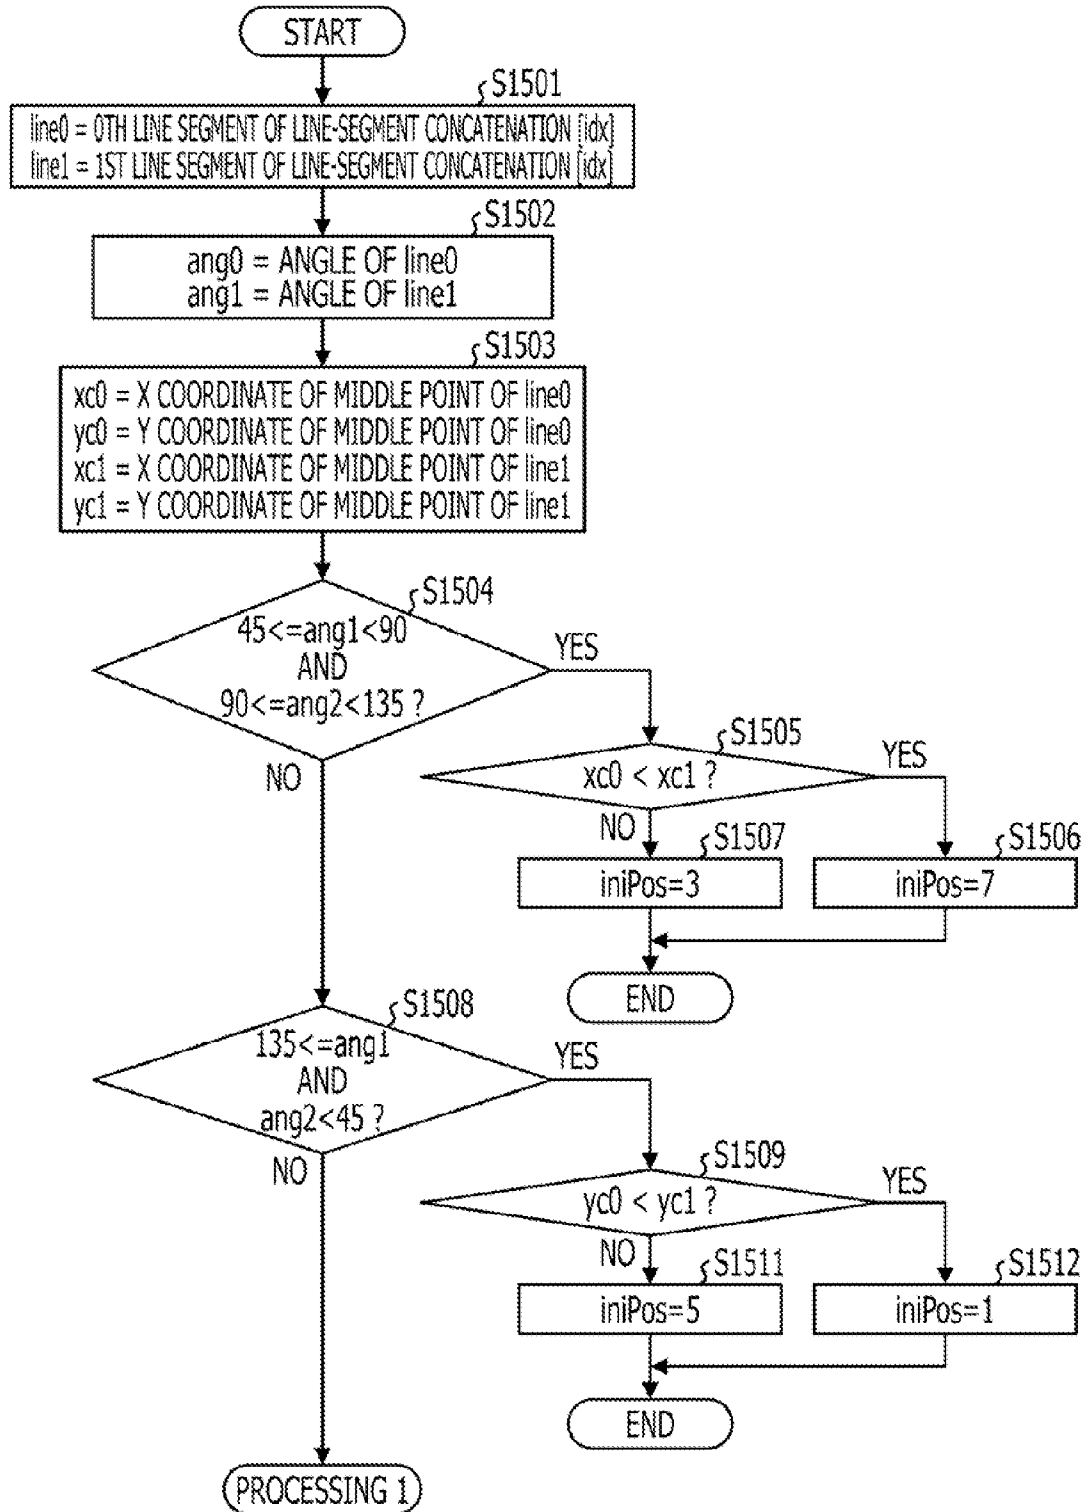 START
S1501
line0 = 0TH LINE SEGMENT OF LINE-SEGMENT CONCATENATION [idx]
line1 = 1ST LINE SEGMENT OF LINE-SEGMENT CONCATENATION [idx]
S1502
ang0 = ANGLE OF line0
ang1 = ANGLE OF line1
S1503
xc0 = X COORDINATE OF MIDDLE POINT OF line0
yc0 = Y COORDINATE OF MIDDLE POINT OF line0
xc1 = X COORDINATE OF MIDDLE POINT OF line1
yc1 = Y COORDINATE OF MIDDLE POINT OF line1
S1504
45<=ang1<90
AND
90<=ang2<135 ?
YES
NO
S1505
xc0 < xc1 ?
YES
NO
S1507
iniPos=3
S1506
iniPos=7
END
S1508
135<=ang1
AND
ang2<45 ?
YES
NO
S1509
yc0 < yc1 ?
YES
NO
S1511
iniPos=5
S1512
iniPos=1
END
PROCESSING 1